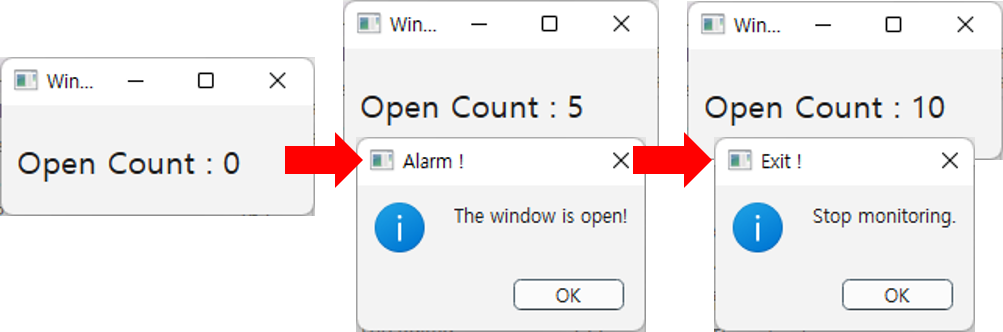 Win...
Open Count : 0
Win...
Open Count : 5
Alarm !
The window is open!
OK
Win...
Open Count : 10
Exit !
Stop monitoring.
OK